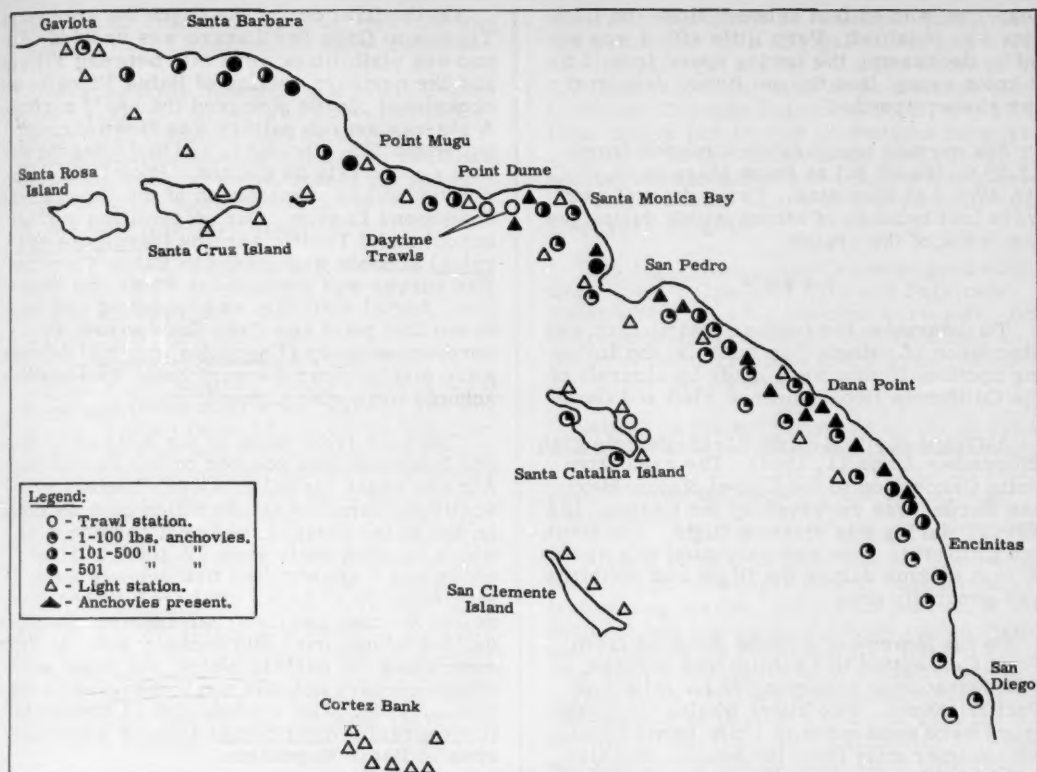 Gaviota
Santa Barbara
Point Mugu
Santa Rosa
Island
Point Dume
Santa Monica Bay
Santa Cruz Island
Daytime
Trawls
San Pedro
Dana Point
Santa Catalina Island
Legend:
- Trawl station.
- 1-100 lbs. anchovies.
- 101-500 " "
- 501 " "
- Light station.
- Anchovies present.
Encinitas
San Clemente
Island
San
Diego
Cortez Bank